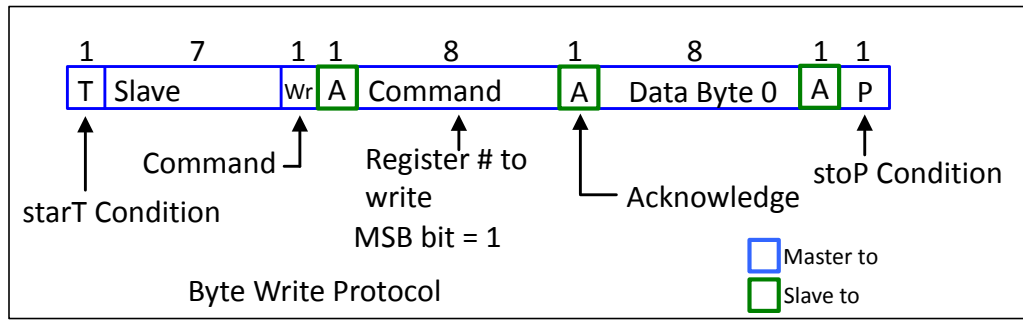 1 7 1 1 8 1 8 1 1
T Slave Wr A Command A Data Byte 0 A P
Command
Register # to
write
MSB bit = 1
starT Condition
Acknowledge
stoP Condition
Byte Write Protocol
Master to
Slave to